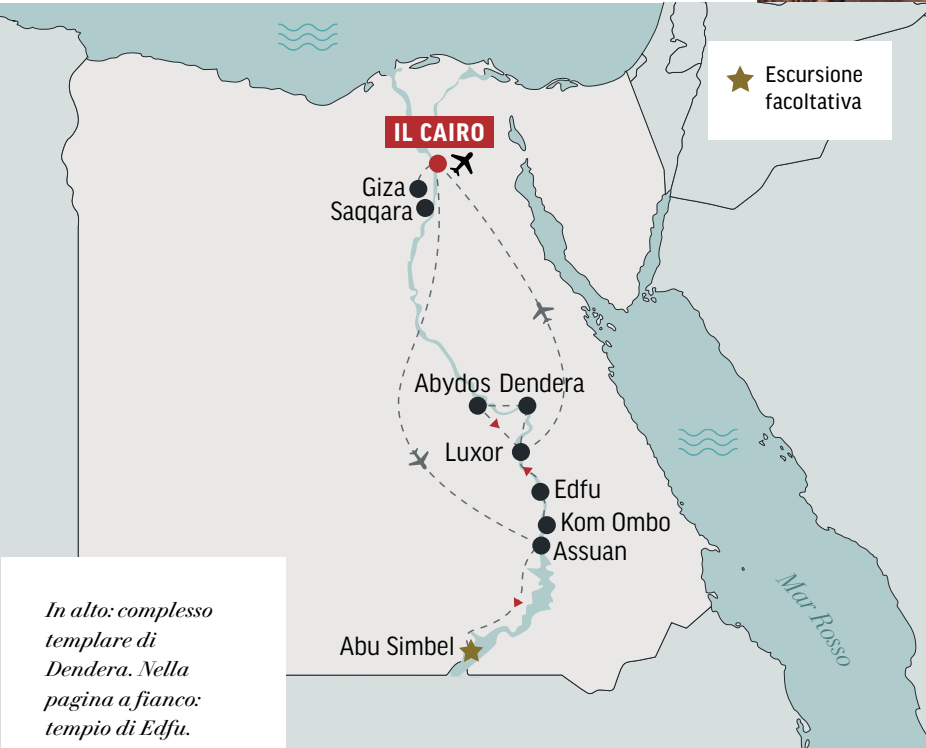 Escursione
facoltativa
IL CAIRO
Giza
Saqqara
Abydos Dendera
Luxor
Edfu
Kom Ombo
Assuan
Abu Simbel
Mar Rosso
In alto: complesso
templare di
Dendera. Nella
pagina a fianco:
tempio di Edfu.